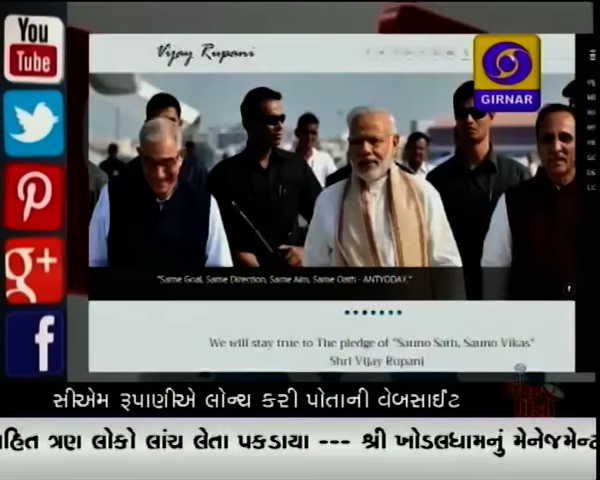 You
Tube
Vijay Rupani
GIRNAR
g+
f
"Same Goal, Same Direction, Same Aim, Same Oath - ANTYODAY."
We will stay true to The pledge of "Sauno Sath, Sauno Vikas"
Shri Vijay Rupani
સીએમ રૂપાણીએ લોન્ચ કરી પોતાની વેબસાઈટ
ત્રણ લોકો લાંચ લેતા પકડાયા --- શ્રી ખોડલધામનું મેનેજમેન્ટ